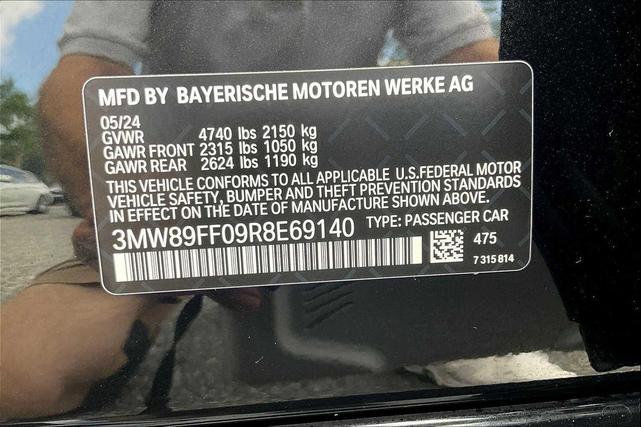 MFD BY BAYERISCHE MOTOREN WERKE AG
05/24
GVWR 4740 lbs 2150 kg
GAWR FRONT 2315 lbs 1050 kg
GAWR REAR 2624 lbs 1190 kg
THIS VEHICLE CONFORMS TO ALL APPLICABLE U.S.FEDERAL MOTOR
VEHICLE SAFETY, BUMPER AND THEFT PREVENTION STANDARDS
IN EFFECT ON THE DATE OF MANUFACTURE SHOWN ABOVE.
3MW89FF09R8E69140 TYPE: PASSENGER CAR
475
7 315 814